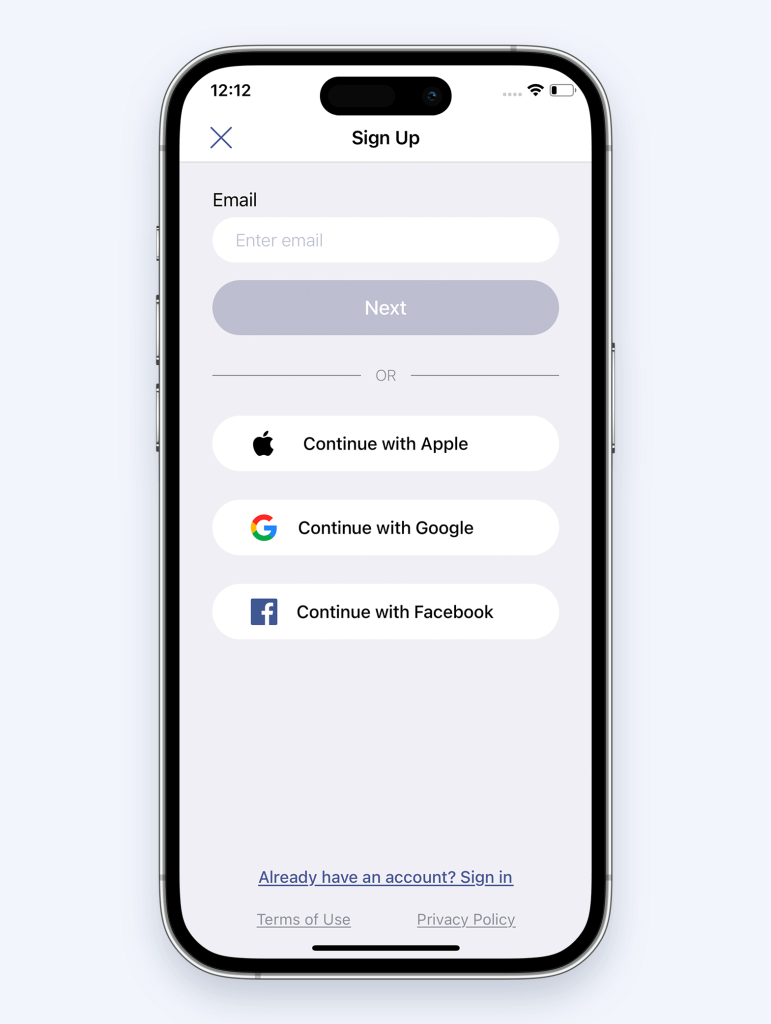 12:12
Sign Up
Email
Enter email
Next
OR
Continue with Apple
Continue with Google
Continue with Facebook
Already have an account? Sign in
Terms of Use
Privacy Policy